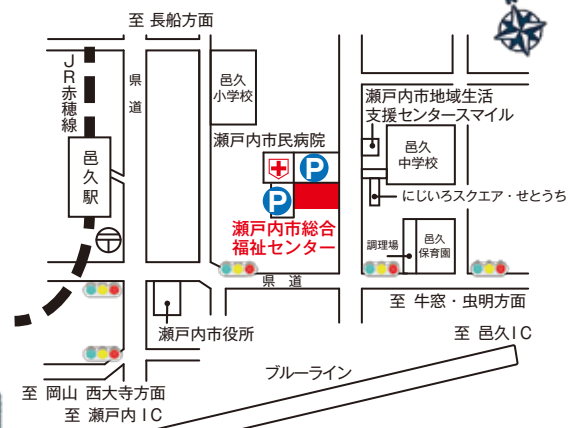 至 長船方面
JR赤穂線
県道
邑久
小学校
瀬戸内市地域生活
支援センタースマイル
瀬戸内市民病院
邑久
中学校
邑久駅
P
P
にじいろスクエア・せとうち
瀬戸内市総合
福祉センター
調理場
邑久
保育園
県道
至 牛窓・虫明方面
瀬戸内市役所
至 邑久IC
ブルーライン
至 岡山 西大寺方面
至 瀬戸内IC